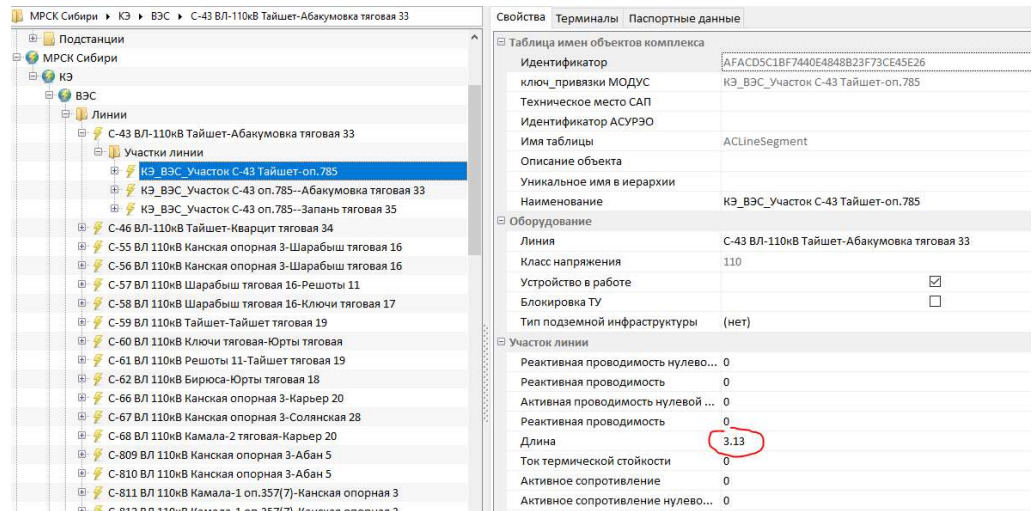 МРСК Сибири ▸ КЭ ▸ ВЭС ▸ С-43 ВЛ-110кВ Тайшет-Абакумовка тяговая 33
Подстанции
МРСК Сибири
КЭ
ВЭС
Линии
С-43 ВЛ-110кВ Тайшет-Абакумовка тяговая 33
Участки линии
КЭ_ВЭС_Участок С-43 Тайшет-оп.785
КЭ_ВЭС_Участок С-43 оп.785--Абакумовка тяговая 33
КЭ_ВЭС_Участок С-43 оп.785--Запань тяговая 35
С-46 ВЛ-110кВ Тайшет-Кварцит тяговая 34
С-55 ВЛ 110кВ Канская опорная 3-Шарабыш тяговая 16
С-56 ВЛ 110кВ Канская опорная 3-Шарабыш тяговая 16
С-57 ВЛ 110кВ Шарабыш тяговая 16-Решоты 11
С-58 ВЛ 110кВ Шарабыш тяговая 16-Ключи тяговая 17
С-59 ВЛ 110кВ Тайшет-Тайшет тяговая 19
С-60 ВЛ 110кВ Ключи тяговая-Юрты тяговая
С-61 ВЛ 110кВ Решоты 11-Тайшет тяговая 19
С-62 ВЛ 110кВ Бирюса-Юрты тяговая 18
С-66 ВЛ 110кВ Канская опорная 3-Карьер 20
С-67 ВЛ 110кВ Канская опорная 3-Солянская 28
С-68 ВЛ 110кВ Камала-2 тяговая-Карьер 20
С-809 ВЛ 110кВ Канская опорная 3-Абан 5
С-810 ВЛ 110кВ Канская опорная 3-Абан 5
С-811 ВЛ 110кВ Камала-1 оп.357(7)-Канская опорная 3
С-812 ВЛ 110кВ Камала-1 оп.357(7)-Канская опорная 3
Свойства Терминалы Паспортные данные
Таблица имен объектов комплекса
Идентификатор AFACD5C1BF7440E4848B23F73CE45E26
ключ_привязки МОДУС КЭ_ВЭС_Участок С-43 Тайшет-оп.785
Техническое место САП
Идентификатор АСУРЭО
Имя таблицы ACLineSegment
Описание объекта
Уникальное имя в иерархии
Наименование КЭ_ВЭС_Участок С-43 Тайшет-оп.785
Оборудование
Линия С-43 ВЛ-110кВ Тайшет-Абакумовка тяговая 33
Класс напряжения 110
Устройство в работе
Блокировка ТУ
Тип подземной инфраструктуры (нет)
Участок линии
Реактивная проводимость нулево... 0
Реактивная проводимость 0
Активная проводимость нулевой ... 0
Реактивная проводимость 0
Длина 3.13
Ток термической стойкости 0
Активное сопротивление 0
Активное сопротивление нулево... 0